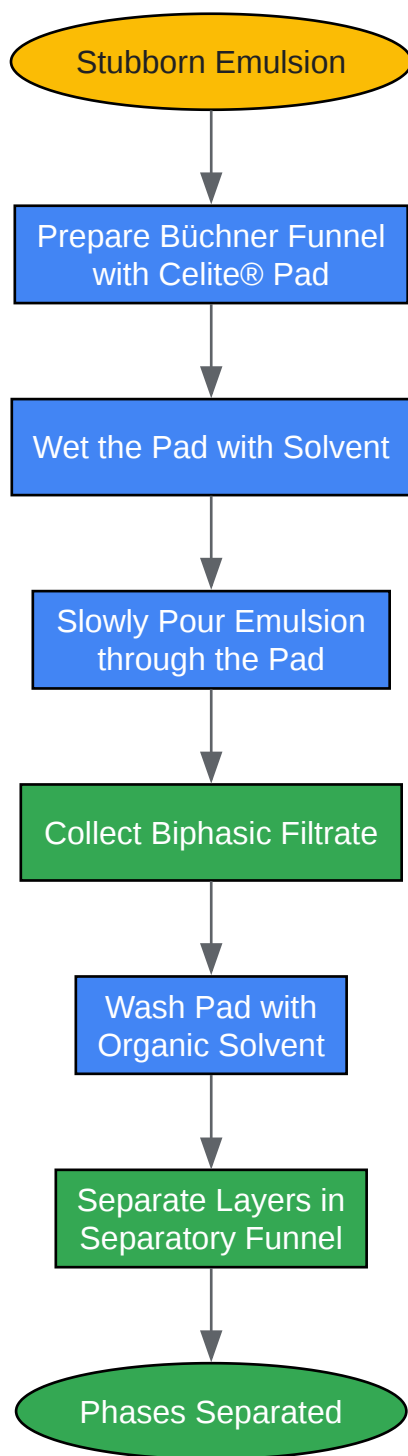 Stubborn Emulsion
Prepare Büchner Funnel
with Celite® Pad
Wet the Pad with Solvent
Slowly Pour Emulsion
through the Pad
Collect Biphasic Filtrate
Wash Pad with
Organic Solvent
Separate Layers in
Separatory Funnel
Phases Separated